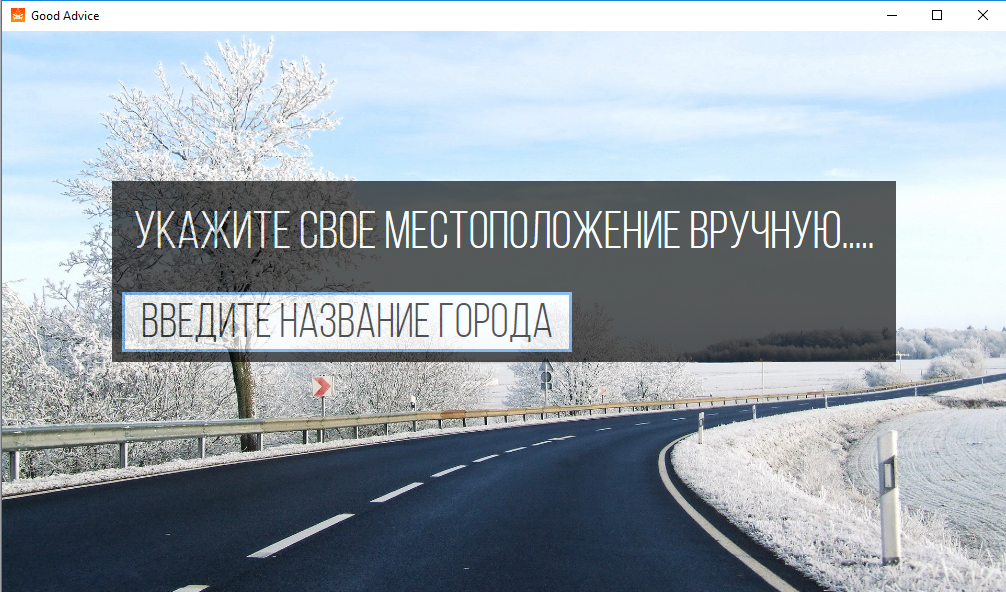 Good Advice
УКАЖИТЕ СВОЕ МЕСТОПОЛОЖЕНИЕ ВРУЧНУЮ.....
ВВЕДИТЕ НАЗВАНИЕ ГОРОДА